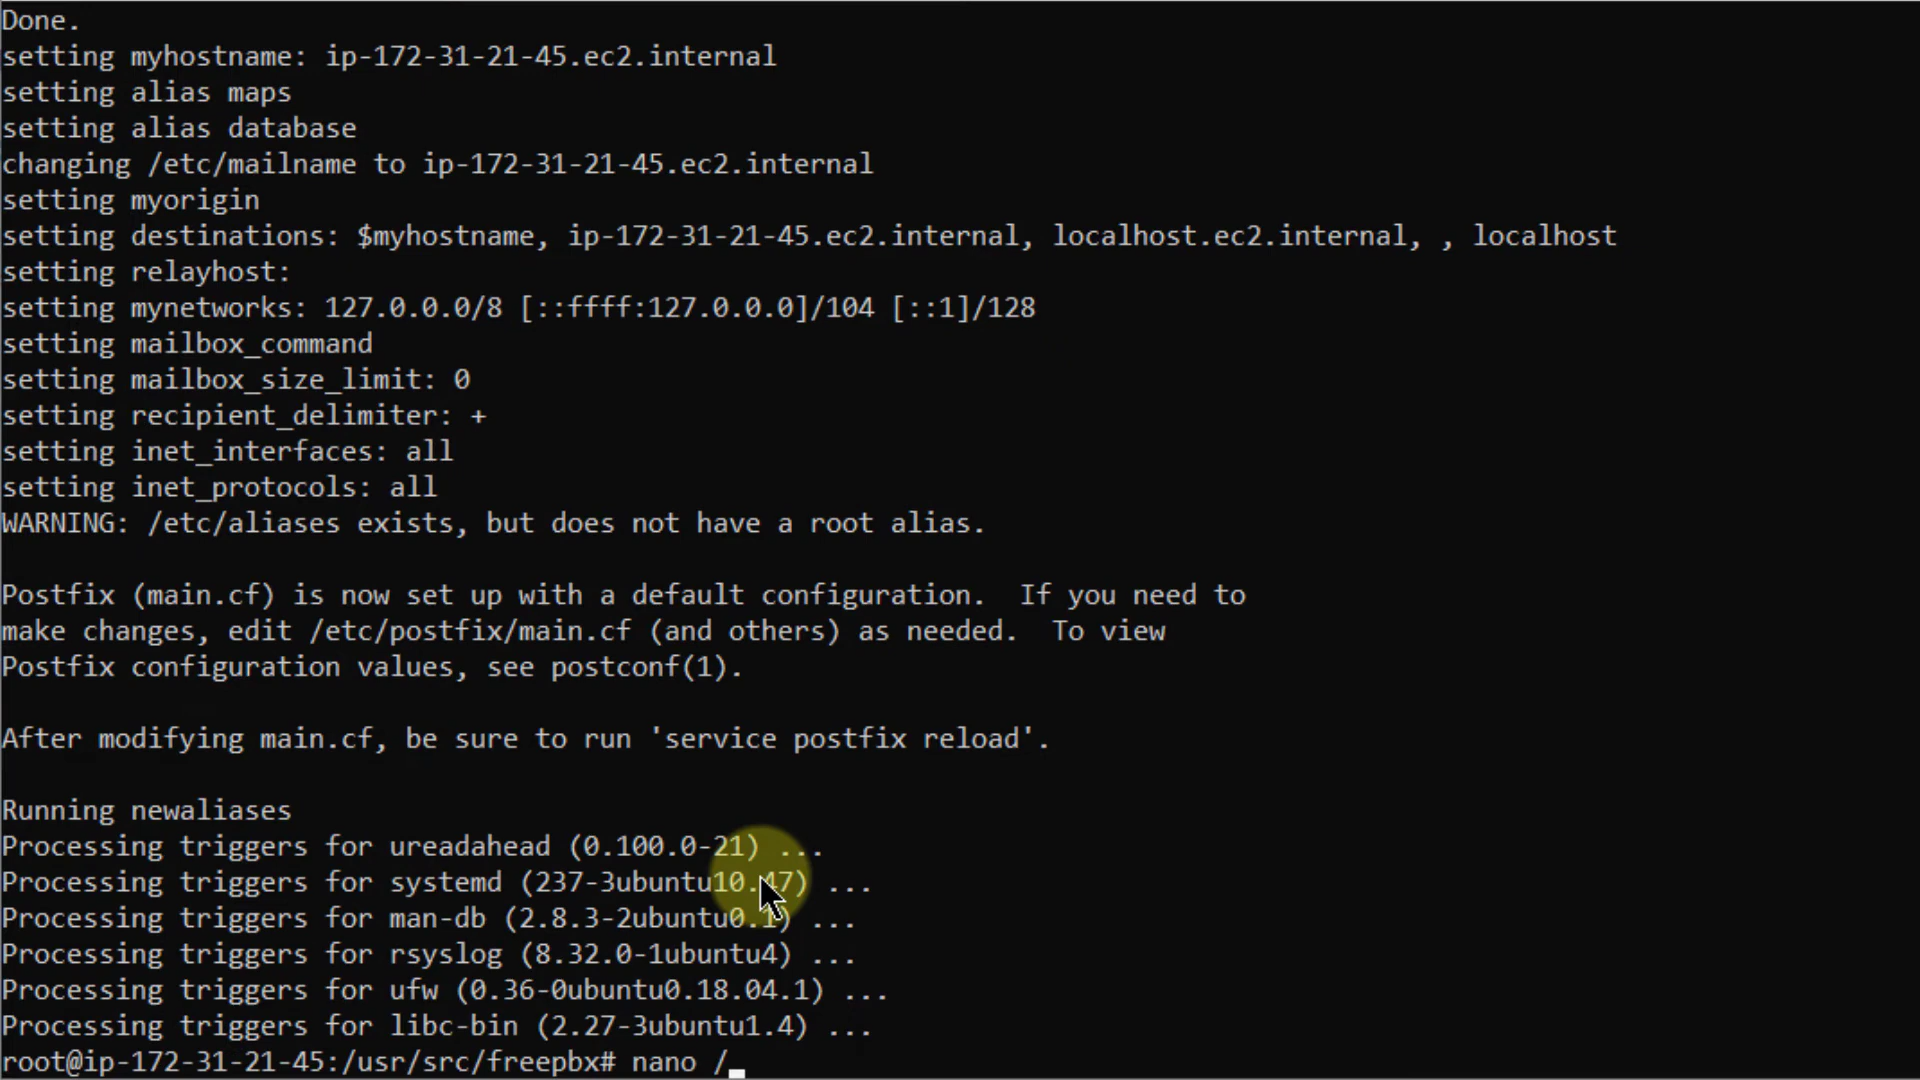 Done.
setting myhostname: ip-172-31-21-45.ec2.internal
setting alias maps
setting alias database
changing /etc/mailname to ip-172-31-21-45.ec2.internal
setting myorigin
setting destinations: $myhostname, ip-172-31-21-45.ec2.internal, localhost.ec2.internal, , localhost
setting relayhost:
setting mynetworks: 127.0.0.0/8 [::ffff:127.0.0.0]/104 [::1]/128
setting mailbox_command
setting mailbox_size_limit: 0
setting recipient_delimiter: +
setting inet_interfaces: all
setting inet_protocols: all
WARNING: /etc/aliases exists, but does not have a root alias.
Postfix (main.cf) is now set up with a default configuration.  If you need to
make changes, edit /etc/postfix/main.cf (and others) as needed.  To view
Postfix configuration values, see postconf(1).
After modifying main.cf, be sure to run 'service postfix reload'.
Running newaliases
Processing triggers for ureadahead (0.100.0-21) ...
Processing triggers for systemd (237-3ubuntu10.47) ...
Processing triggers for man-db (2.8.3-2ubuntu0.1) ...
Processing triggers for rsyslog (8.32.0-1ubuntu4) ...
Processing triggers for ufw (0.36-0ubuntu0.18.04.1) ...
Processing triggers for libc-bin (2.27-3ubuntu1.4) ...
root@ip-172-31-21-45:/usr/src/freepbx# nano /